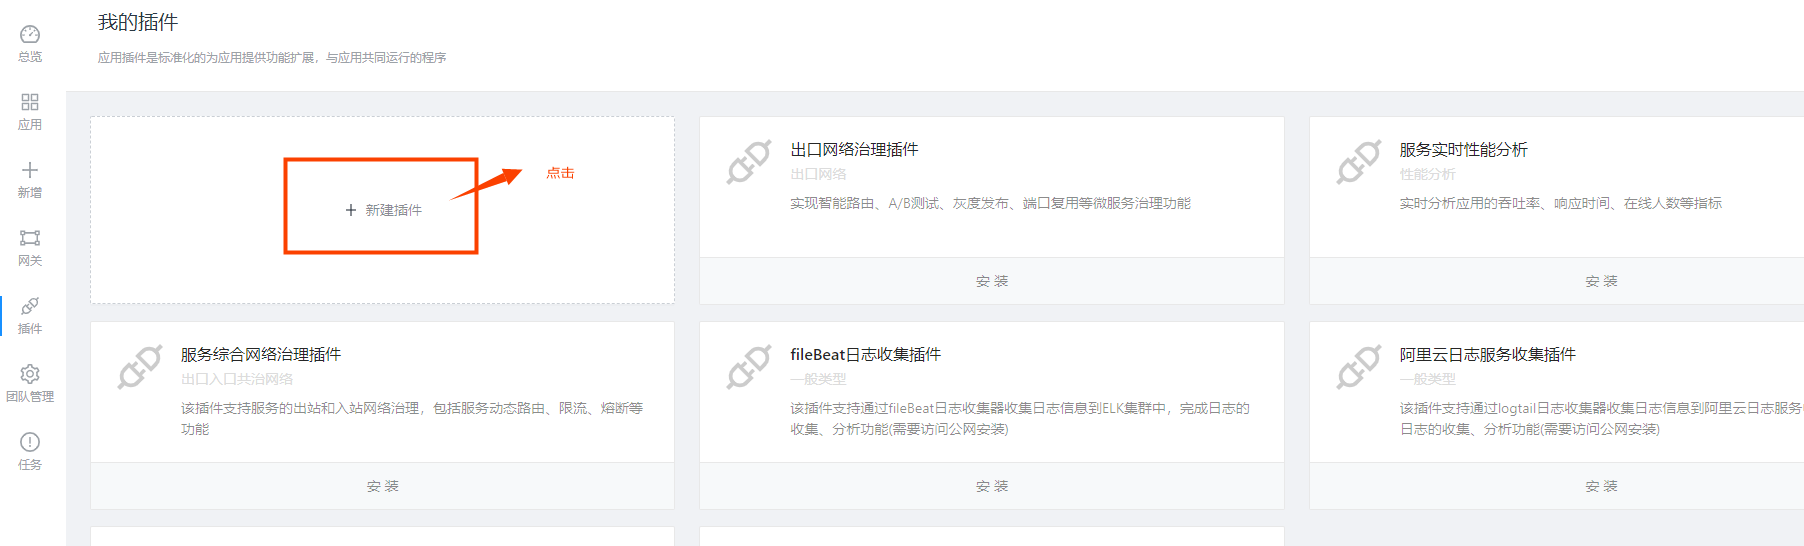 我的插件
应用插件是标准化的为应用提供功能扩展，与应用共同运行的程序
总览
应用
新增
网关
插件
团队管理
任务
+ 新建插件
点击
出口网络治理插件
出口网络
实现智能路由、A/B测试、灰度发布、端口复用等微服务治理功能
安 装
服务实时性能分析
性能分析
实时分析应用的吞吐率、响应时间、在线人数等指标
安 装
服务综合网络治理插件
出口入口共治网络
该插件支持服务的出站和入站网络治理，包括服务动态路由、限流、熔断等
功能
安 装
fileBeat日志收集插件
一般类型
该插件支持通过fileBeat日志收集器收集日志信息到ELK集群中，完成日志的
收集、分析功能(需要访问公网安装)
安 装
阿里云日志服务收集插件
一般类型
该插件支持通过logtail日志收集器收集日志信息到阿里云日志服务
日志的收集、分析功能(需要访问公网安装)
安 装